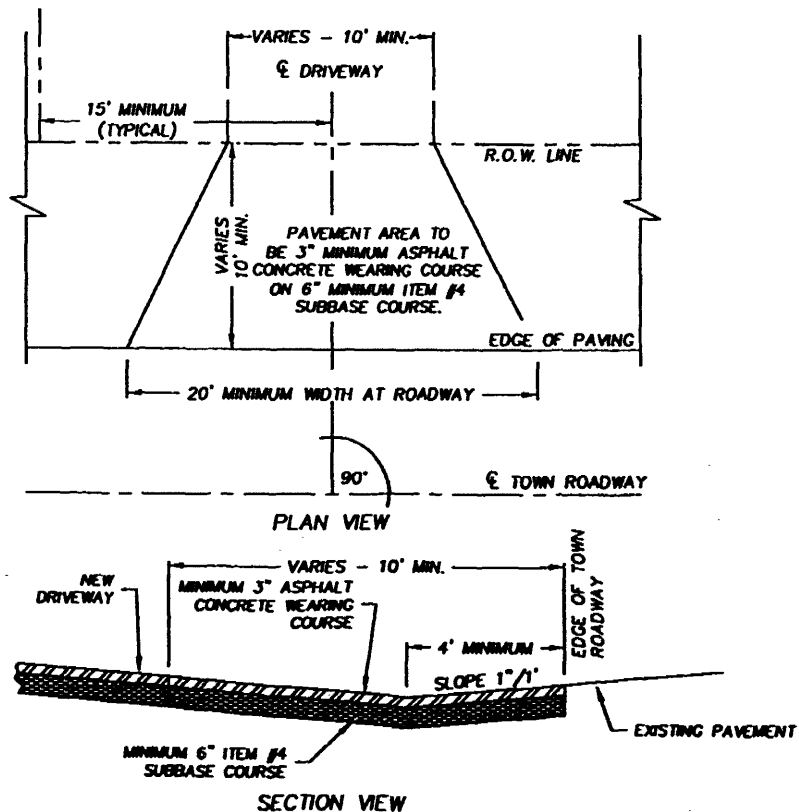 VARIES - 10' MIN.
℄ DRIVEWAY
15' MINIMUM
(TYPICAL)
R.O.W. LINE
VARIES
10' MIN.
PAVEMENT AREA TO
BE 3" MINIMUM ASPHALT
CONCRETE WEARING COURSE
ON 6" MINIMUM ITEM #4
SUBBASE COURSE.
EDGE OF PAVING
20' MINIMUM WIDTH AT ROADWAY
90°
℄ TOWN ROADWAY
PLAN VIEW
VARIES - 10' MIN.
NEW
DRIVEWAY
MINIMUM 3" ASPHALT
CONCRETE WEARING
COURSE
EDGE OF TOWN
ROADWAY
4' MINIMUM
SLOPE 1"/1'
EXISTING PAVEMENT
MINIMUM 6" ITEM #4
SUBBASE COURSE
SECTION VIEW